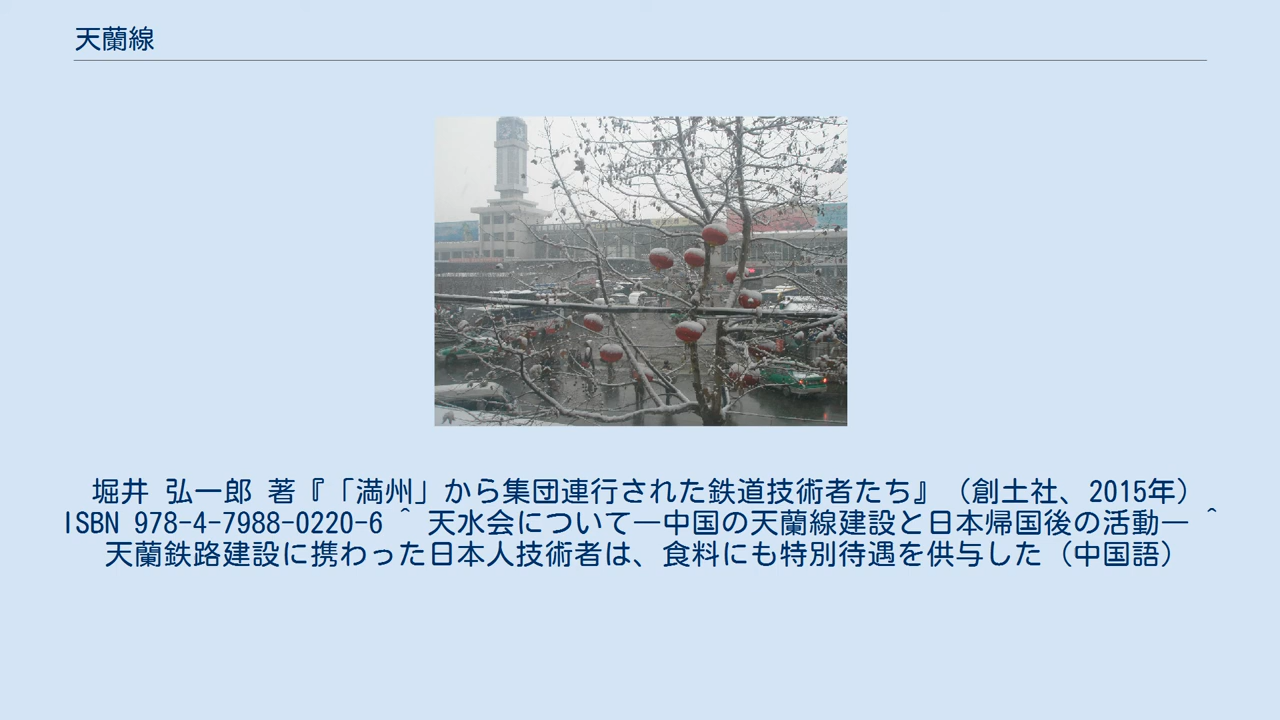 天蘭線
堀井 弘一郎 著『「満州」から集団連行された鉄道技術者たち』（創土社、2015年）
ISBN 978-4-7988-0220-6 ^ 天水会について―中国の天蘭線建設と日本帰国後の活動― ^
天蘭鉄路建設に携わった日本人技術者は、食料にも特別待遇を供与した（中国語）